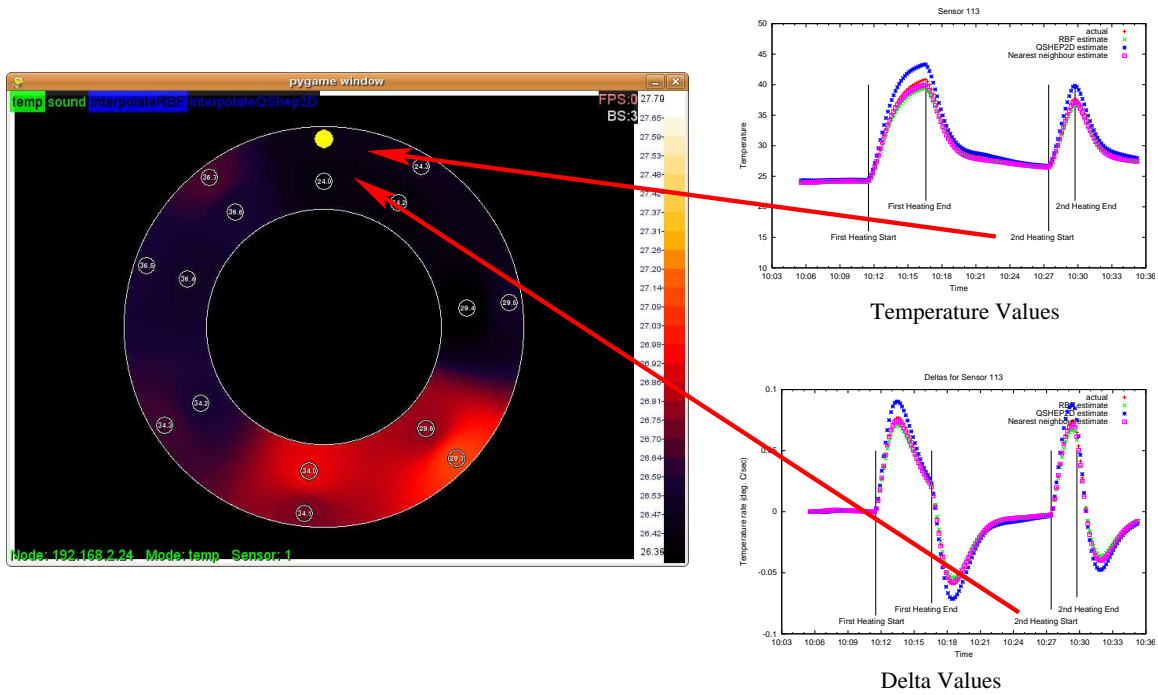 pygame window
temp sound InterpolateRBF InterpolateQShep2D
FPS:0
BS:3
27.70
27.65
27.59
27.53
27.48
27.42
27.37
27.31
27.26
27.20
27.14
27.09
27.03
26.98
26.92
26.86
26.81
26.75
26.70
26.64
26.59
26.53
26.47
26.42
26.36
36.7
24.3
24.0
24.2
36.6
36.5
36.4
29.4
29.5
34.2
34.3
29.6
29.7
34.0
34.1
Node: 192.168.2.24 Mode: temp Sensor: 1
Sensor 113
actual
RBF estimate
QSHEP2D estimate
Nearest neighbour estimate
50
45
40
35
30
25
20
15
10
Temperature
First Heating End
2nd Heating End
First Heating Start
2nd Heating Start
10:03 10:06 10:09 10:12 10:15 10:18 10:21 10:24 10:27 10:30 10:33 10:36
Time
Temperature Values
Deltas for Sensor 113
actual
RBF estimate
QSHEP2D estimate
Nearest neighbour estimate
0.1
0.05
0
-0.05
-0.1
Temperature rate (deg. C/sec)
First Heating End
2nd Heating End
First Heating Start
2nd Heating Start
10:03 10:06 10:09 10:12 10:15 10:18 10:21 10:24 10:27 10:30 10:33 10:36
Time
Delta Values